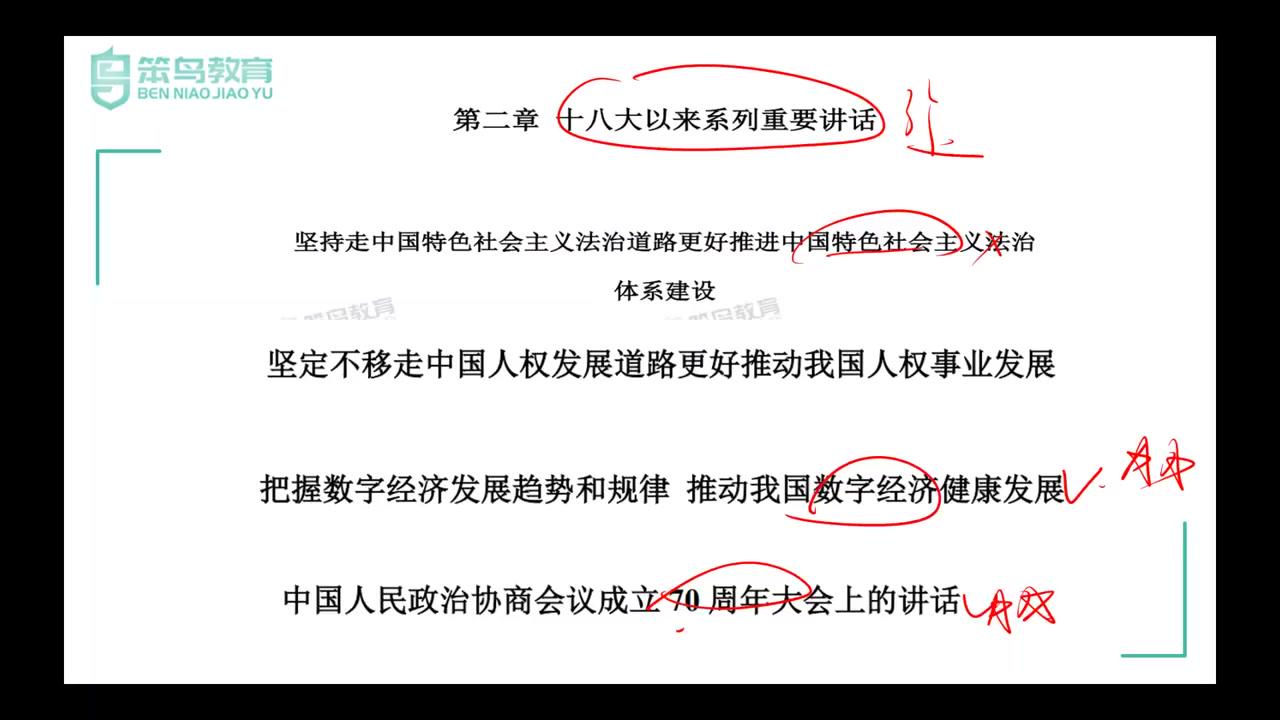 笨鸟教育
BEN NIAO JIAO YU
第二章 十八大以来系列重要讲话
坚持走中国特色社会主义法治道路更好推进中国特色社会主义法治
体系建设
笨鸟教育
坚定不移走中国人权发展道路更好推动我国人权事业发展
把握数字经济发展趋势和规律 推动我国数字经济健康发展
中国人民政治协商会议成立 70 周年大会上的讲话